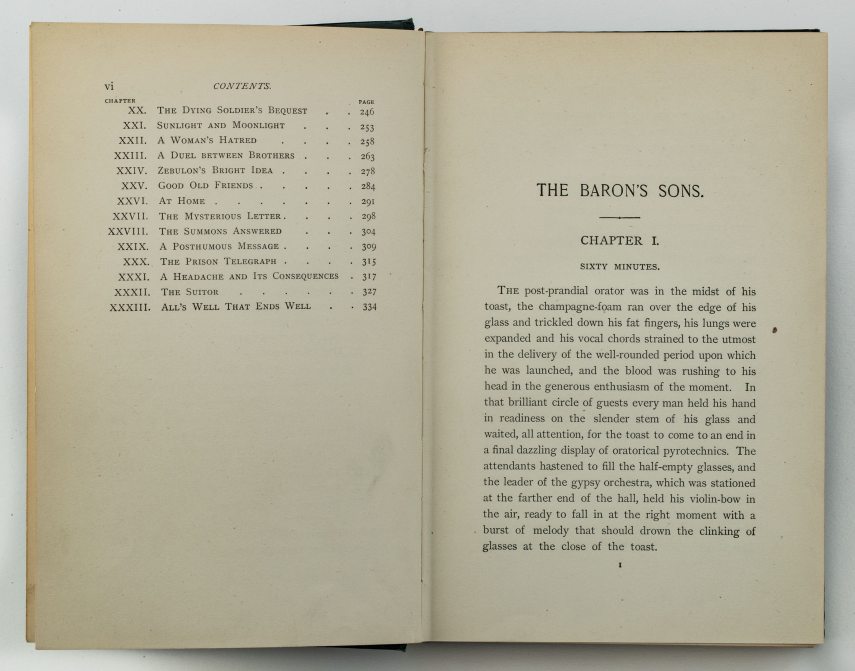 vi CONTENTS.
CHAPTER PAGE
XX. THE DYING SOLDIER'S BEQUEST . . 246
XXI. SUNLIGHT AND MOONLIGHT . . . 253
XXII. A WOMAN'S HATRED . . . . 258
XXIII. A DUEL BETWEEN BROTHERS . . . 263
XXIV. ZEBULON'S BRIGHT IDEA . . . . 278
XXV. GOOD OLD FRIENDS . . . . 284
XXVI. AT HOME . . . . . . 291
XXVII. THE MYSTERIOUS LETTER . . . . 298
XXVIII. THE SUMMONS ANSWERED . . . 304
XXIX. A POSTHUMOUS MESSAGE . . . . 309
XXX. THE PRISON TELEGRAPH . . . . 315
XXXI. A HEADACHE AND ITS CONSEQUENCES . 317
XXXII. THE SUITOR . . . . . . 327
XXXIII. ALL'S WELL THAT ENDS WELL . . 334
THE BARON'S SONS.
CHAPTER I.
SIXTY MINUTES.
THE post-prandial orator was in the midst of his
toast, the champagne-foam ran over the edge of his
glass and trickled down his fat fingers, his lungs were
expanded and his vocal chords strained to the utmost
in the delivery of the well-rounded period upon which
he was launched, and the blood was rushing to his
head in the generous enthusiasm of the moment. In
that brilliant circle of guests every man held his hand
in readiness on the slender stem of his glass and
waited, all attention, for the toast to come to an end in
a final dazzling display of oratorical pyrotechnics. The
attendants hastened to fill the half-empty glasses, and
the leader of the gypsy orchestra, which was stationed
at the farther end of the hall, held his violin-bow in
the air, ready to fall in at the right moment with a
burst of melody that should drown the clinking of
glasses at the close of the toast.
1